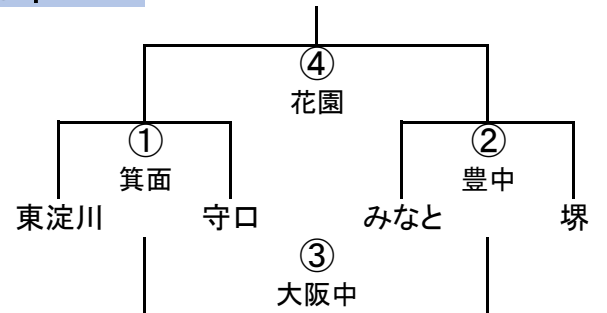 ④
花園
① ②
箕面 豊中
東淀川 守口 みなと 堺
③
大阪中